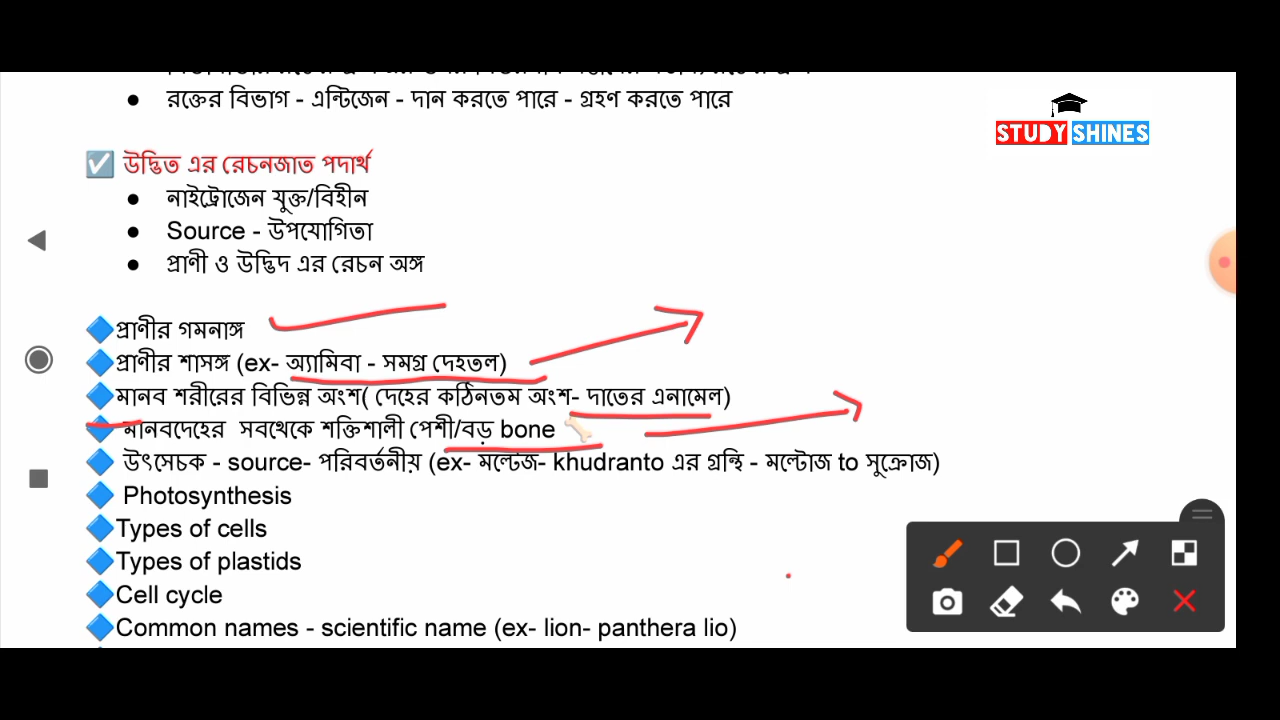 রক্তের বিভাগ - এন্টিজেন - দান করতে পারে - গ্রহণ করতে পারে
STUDY SHINES
উদ্ভিত এর রেচনজাত পদার্থ
নাইট্রোজেন যুক্ত/বিহীন
Source - উপযোগিতা
প্রাণী ও উদ্ভিদ এর রেচন অঙ্গ
প্রাণীর গমনাঙ্গ
প্রাণীর শাসঙ্গ (ex- অ্যামিবা - সমগ্র দেহতল)
মানব শরীরের বিভিন্ন অংশ( দেহের কঠিনতম অংশ- দাতের এনামেল)
মানবদেহের সবথেকে শক্তিশালী পেশী/বড় bone
উৎসেচক - source- পরিবর্তনীয় (ex- মল্টেজ- khudranto এর গ্রন্থি - মল্টোজ to সুক্রোজ)
Photosynthesis
Types of cells
Types of plastids
Cell cycle
Common names - scientific name (ex- lion- panthera lio)